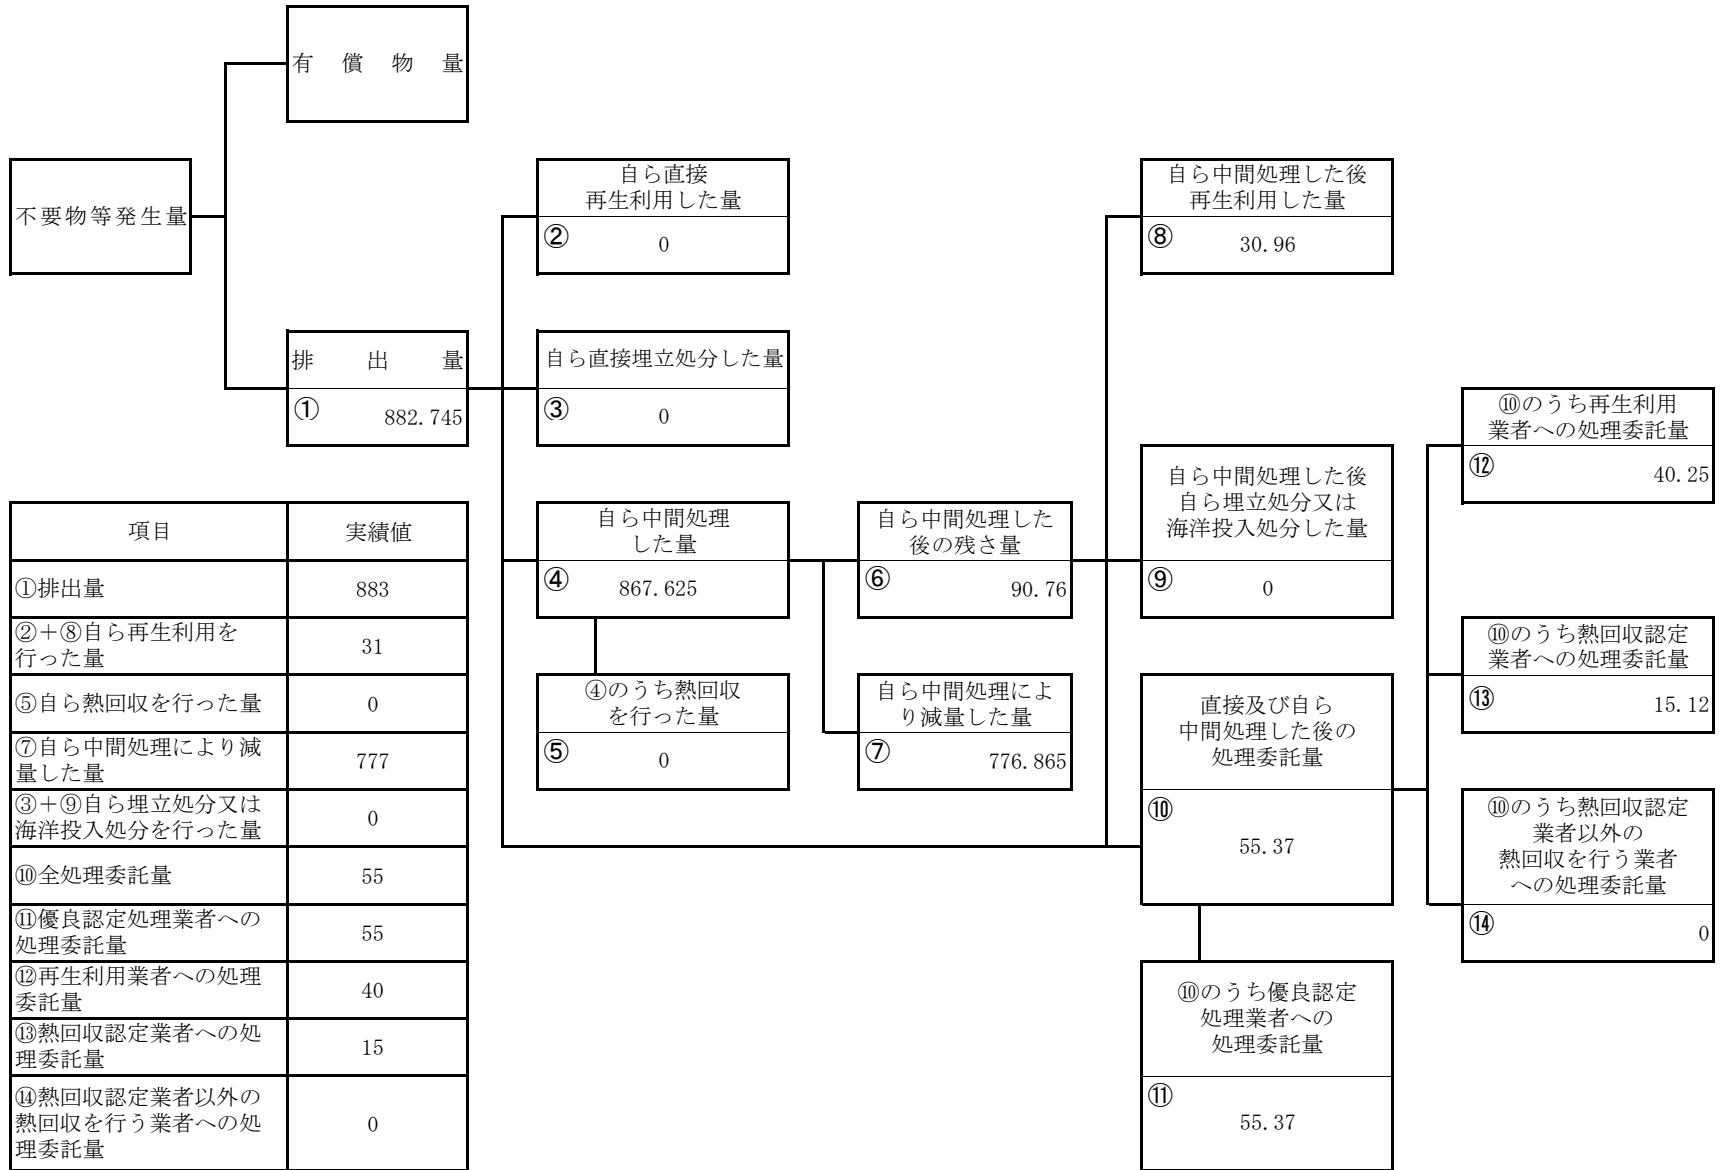 有償物量
不要物等発生量
自ら直接
再生利用した量
② 0
自ら中間処理した後
再生利用した量
⑧ 30.96
排出量
① 882.745
自ら直接埋立処分した量
③ 0
⑩のうち再生利用
業者への処理委託量
⑫ 40.25
自ら中間処理した後
自ら埋立処分又は
海洋投入処分した量
⑨ 0
自ら中間処理
した量
④ 867.625
自ら中間処理した
後の残さ量
⑥ 90.76
⑩のうち熱回収認定
業者への処理委託量
⑬ 15.12
④のうち熱回収
を行った量
⑤ 0
自ら中間処理によ
り減量した量
⑦ 776.865
直接及び自ら
中間処理した後の
処理委託量
⑩
55.37
⑩のうち熱回収認定
業者以外の
熱回収を行う業者
への処理委託量
⑭ 0
⑩のうち優良認定
処理業者への
処理委託量
⑪
55.37
項目 実績値
①排出量 883
②＋⑧自ら再生利用を
行った量 31
⑤自ら熱回収を行った量 0
⑦自ら中間処理により減
量した量 777
③＋⑨自ら埋立処分又は
海洋投入処分を行った量 0
⑩全処理委託量 55
⑪優良認定処理業者への
処理委託量 55
⑫再生利用業者への処理
委託量 40
⑬熱回収認定業者への処
理委託量 15
⑭熱回収認定業者以外の
熱回収を行う業者への処
理委託量 0